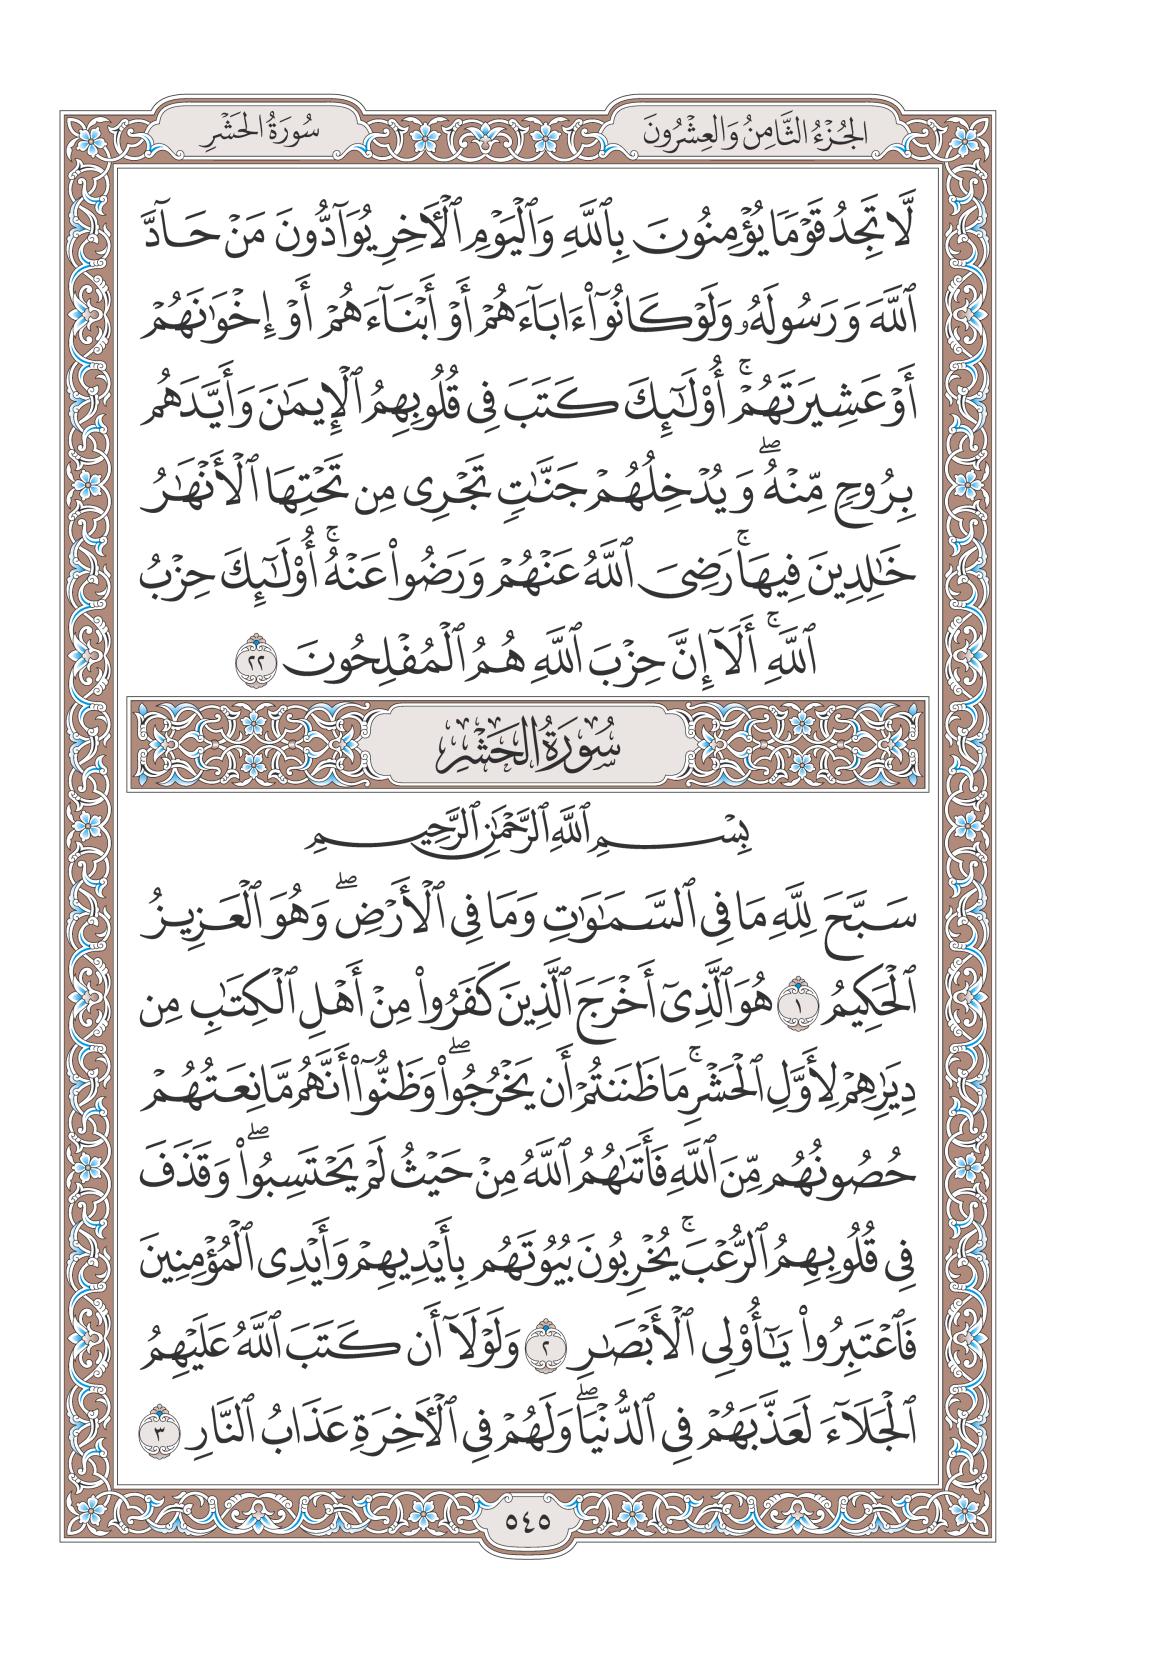 الجُزْءُ الثَّامِنُ وَالعِشْرُونَ
سُورَةُ الحَشْرِ
لَّا تَجِدُ قَوْمًا يُؤْمِنُونَ بِٱللَّهِ وَٱلْيَوْمِ ٱلْأَخِرِ يُوَآدُّونَ مَنْ حَآدَّ
ٱللَّهَ وَرَسُولَهُۥ وَلَوْ كَانُوٓا۟ ءَابَآءَهُمْ أَوْ أَبْنَآءَهُمْ أَوْ إِخْوَٰنَهُمْ
أَوْ عَشِيرَتَهُمْ ۚ أُو۟لَـٰٓئِكَ كَتَبَ فِى قُلُوبِهِمُ ٱلْإِيمَـٰنَ وَأَيَّدَهُم
بِرُوحٍ مِّنْهُ ۖ وَيُدْخِلُهُمْ جَنَّـٰتٍ تَجْرِى مِن تَحْتِهَا ٱلْأَنْهَـٰرُ
خَـٰلِدِينَ فِيهَا ۚ رَضِىَ ٱللَّهُ عَنْهُمْ وَرَضُوا۟ عَنْهُ ۚ أُو۟لَـٰٓئِكَ حِزْبُ
ٱللَّهِ ۚ أَلَآ إِنَّ حِزْبَ ٱللَّهِ هُمُ ٱلْمُفْلِحُونَ ٢٢
سُورَةُ الحَشْرِ
بِسْمِ ٱللَّهِ ٱلرَّحْمَـٰنِ ٱلرَّحِيمِ
سَبَّحَ لِلَّهِ مَا فِى ٱلسَّمَـٰوَٰتِ وَمَا فِى ٱلْأَرْضِ ۖ وَهُوَ ٱلْعَزِيزُ
ٱلْحَكِيمُ ١ هُوَ ٱلَّذِىٓ أَخْرَجَ ٱلَّذِينَ كَفَرُوا۟ مِنْ أَهْلِ ٱلْكِتَـٰبِ مِن
دِيَـٰرِهِمْ لِأَوَّلِ ٱلْحَشْرِ ۚ مَا ظَنَنتُمْ أَن يَخْرُجُوا۟ ۖ وَظَنُّوٓا۟ أَنَّهُم مَّانِعَتُهُمْ
حُصُونُهُم مِّنَ ٱللَّهِ فَأَتَىٰهُمُ ٱللَّهُ مِنْ حَيْثُ لَمْ يَحْتَسِبُوا۟ ۖ وَقَذَفَ
فِى قُلُوبِهِمُ ٱلرُّعْبَ ۚ يُخْرِبُونَ بُيُوتَهُم بِأَيْدِيهِمْ وَأَيْدِى ٱلْمُؤْمِنِينَ
فَٱعْتَبِرُوا۟ يَـٰٓأُو۟لِى ٱلْأَبْصَـٰرِ ٢ وَلَوْلَآ أَن كَتَبَ ٱللَّهُ عَلَيْهِمُ
ٱلْجَلَآءَ لَعَذَّبَهُمْ فِى ٱلدُّنْيَا ۖ وَلَهُمْ فِى ٱلْأَخِرَةِ عَذَابُ ٱلنَّارِ ٣
٥٤٥